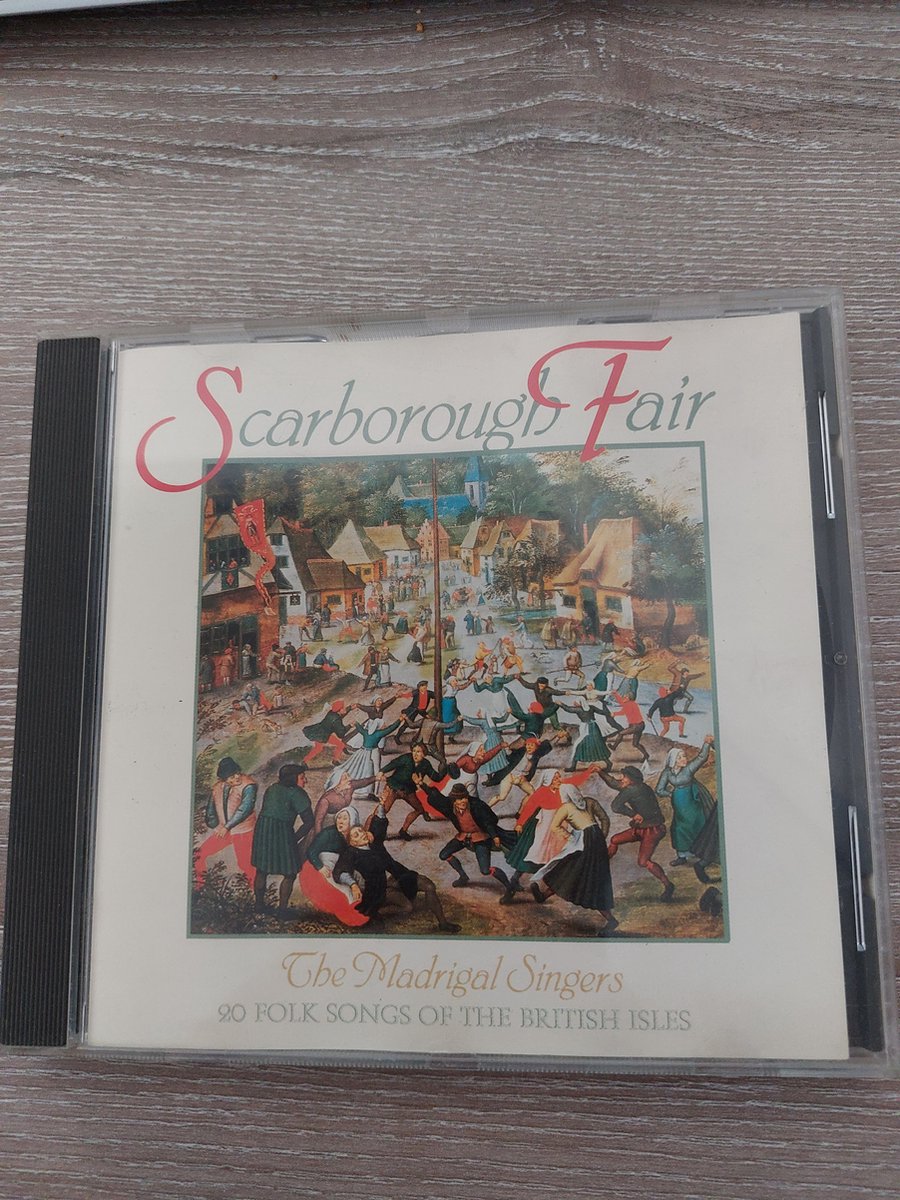 Scarborough Fair
The Madrigal Singers
20 FOLK SONGS OF THE BRITISH ISLES